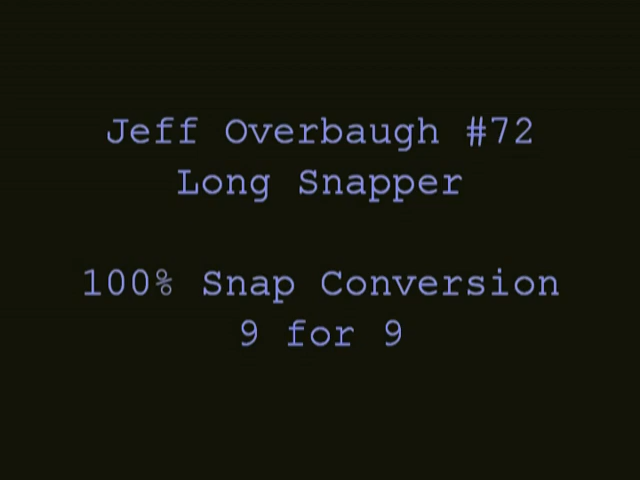 Jeff Overbaugh #72
Long Snapper
100% Snap Conversion
9 for 9